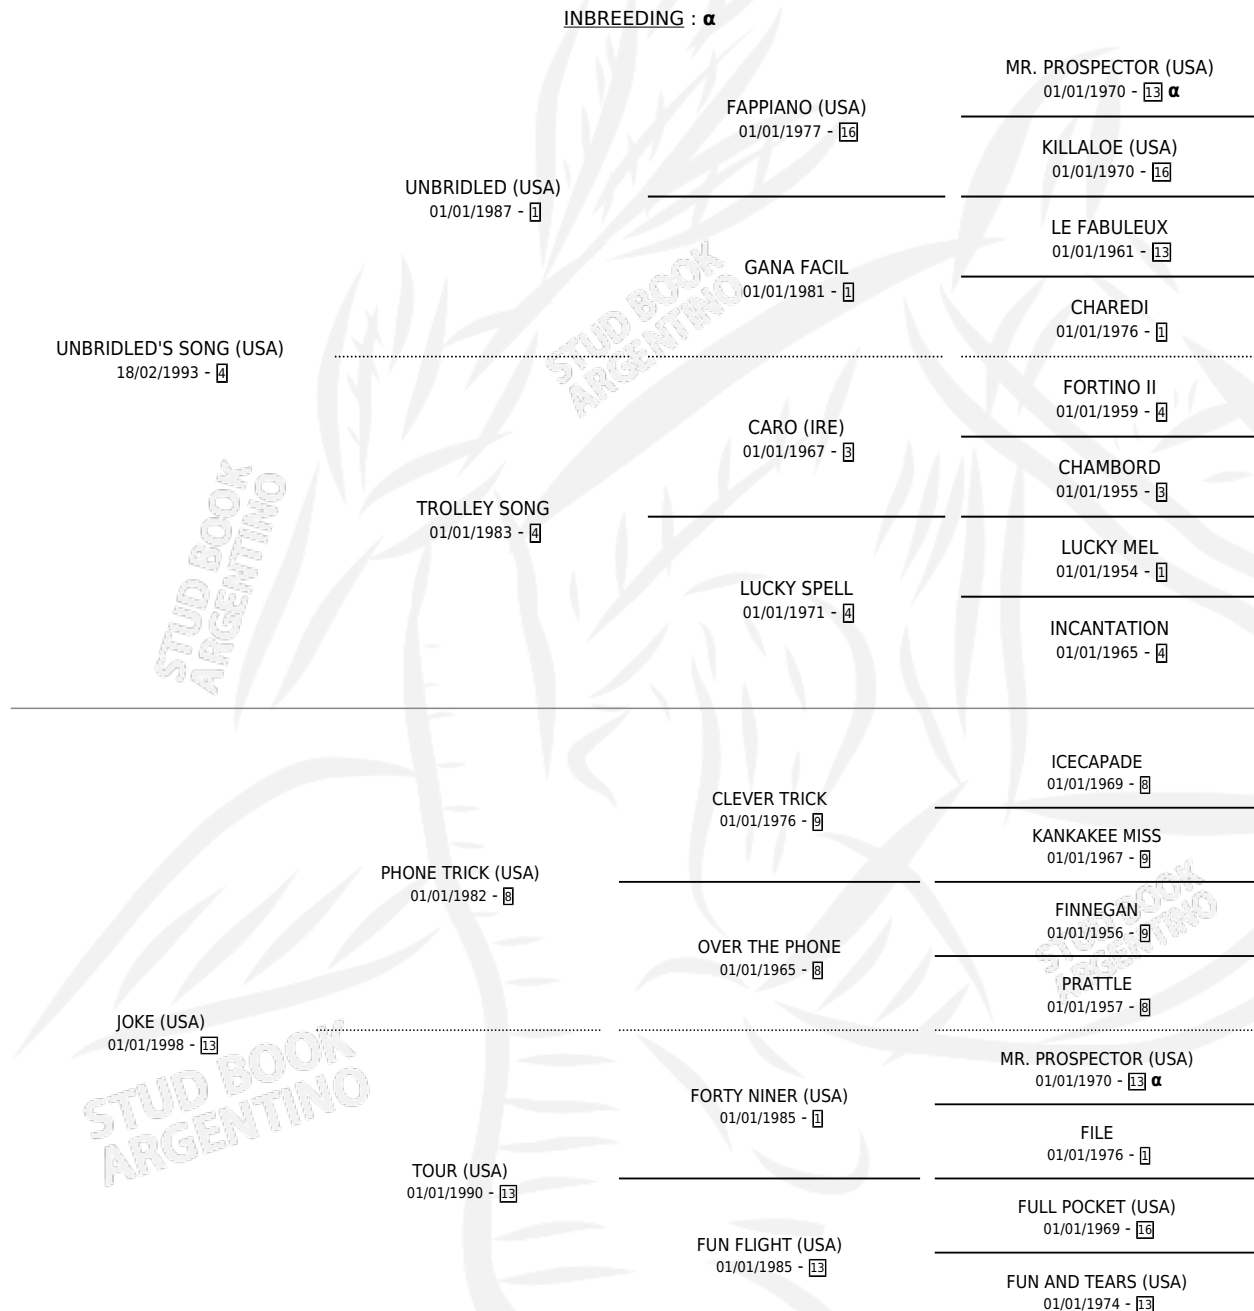 INBREEDING : α
MR. PROSPECTOR (USA)
01/01/1970 - 13 α
FAPPIANO (USA)
01/01/1977 - 16
KILLALOE (USA)
01/01/1970 - 16
UNBRIDLED (USA)
01/01/1987 - 1
LE FABULEUX
01/01/1961 - 13
GANA FACIL
01/01/1981 - 1
CHAREDI
01/01/1976 - 1
UNBRIDLED'S SONG (USA)
18/02/1993 - 4
FORTINO II
01/01/1959 - 4
CARO (IRE)
01/01/1967 - 3
CHAMBORD
01/01/1955 - 3
TROLLEY SONG
01/01/1983 - 4
LUCKY MEL
01/01/1954 - 1
LUCKY SPELL
01/01/1971 - 4
INCANTATION
01/01/1965 - 4
ICECAPADE
01/01/1969 - 8
CLEVER TRICK
01/01/1976 - 9
KANKAKEE MISS
01/01/1967 - 9
PHONE TRICK (USA)
01/01/1982 - 8
FINNEGAN
01/01/1956 - 9
OVER THE PHONE
01/01/1965 - 8
PRATTLE
01/01/1957 - 8
JOKE (USA)
01/01/1998 - 13
MR. PROSPECTOR (USA)
01/01/1970 - 13 α
FORTY NINER (USA)
01/01/1985 - 1
FILE
01/01/1976 - 1
TOUR (USA)
01/01/1990 - 13
FULL POCKET (USA)
01/01/1969 - 16
FUN FLIGHT (USA)
01/01/1985 - 13
FUN AND TEARS (USA)
01/01/1974 - 13
STUD BOOK
ARGENTINO
STUD BOOK
ARGENTINO
STUD BOOK
ARGENTINO
STUD BOOK
ARGENTINO